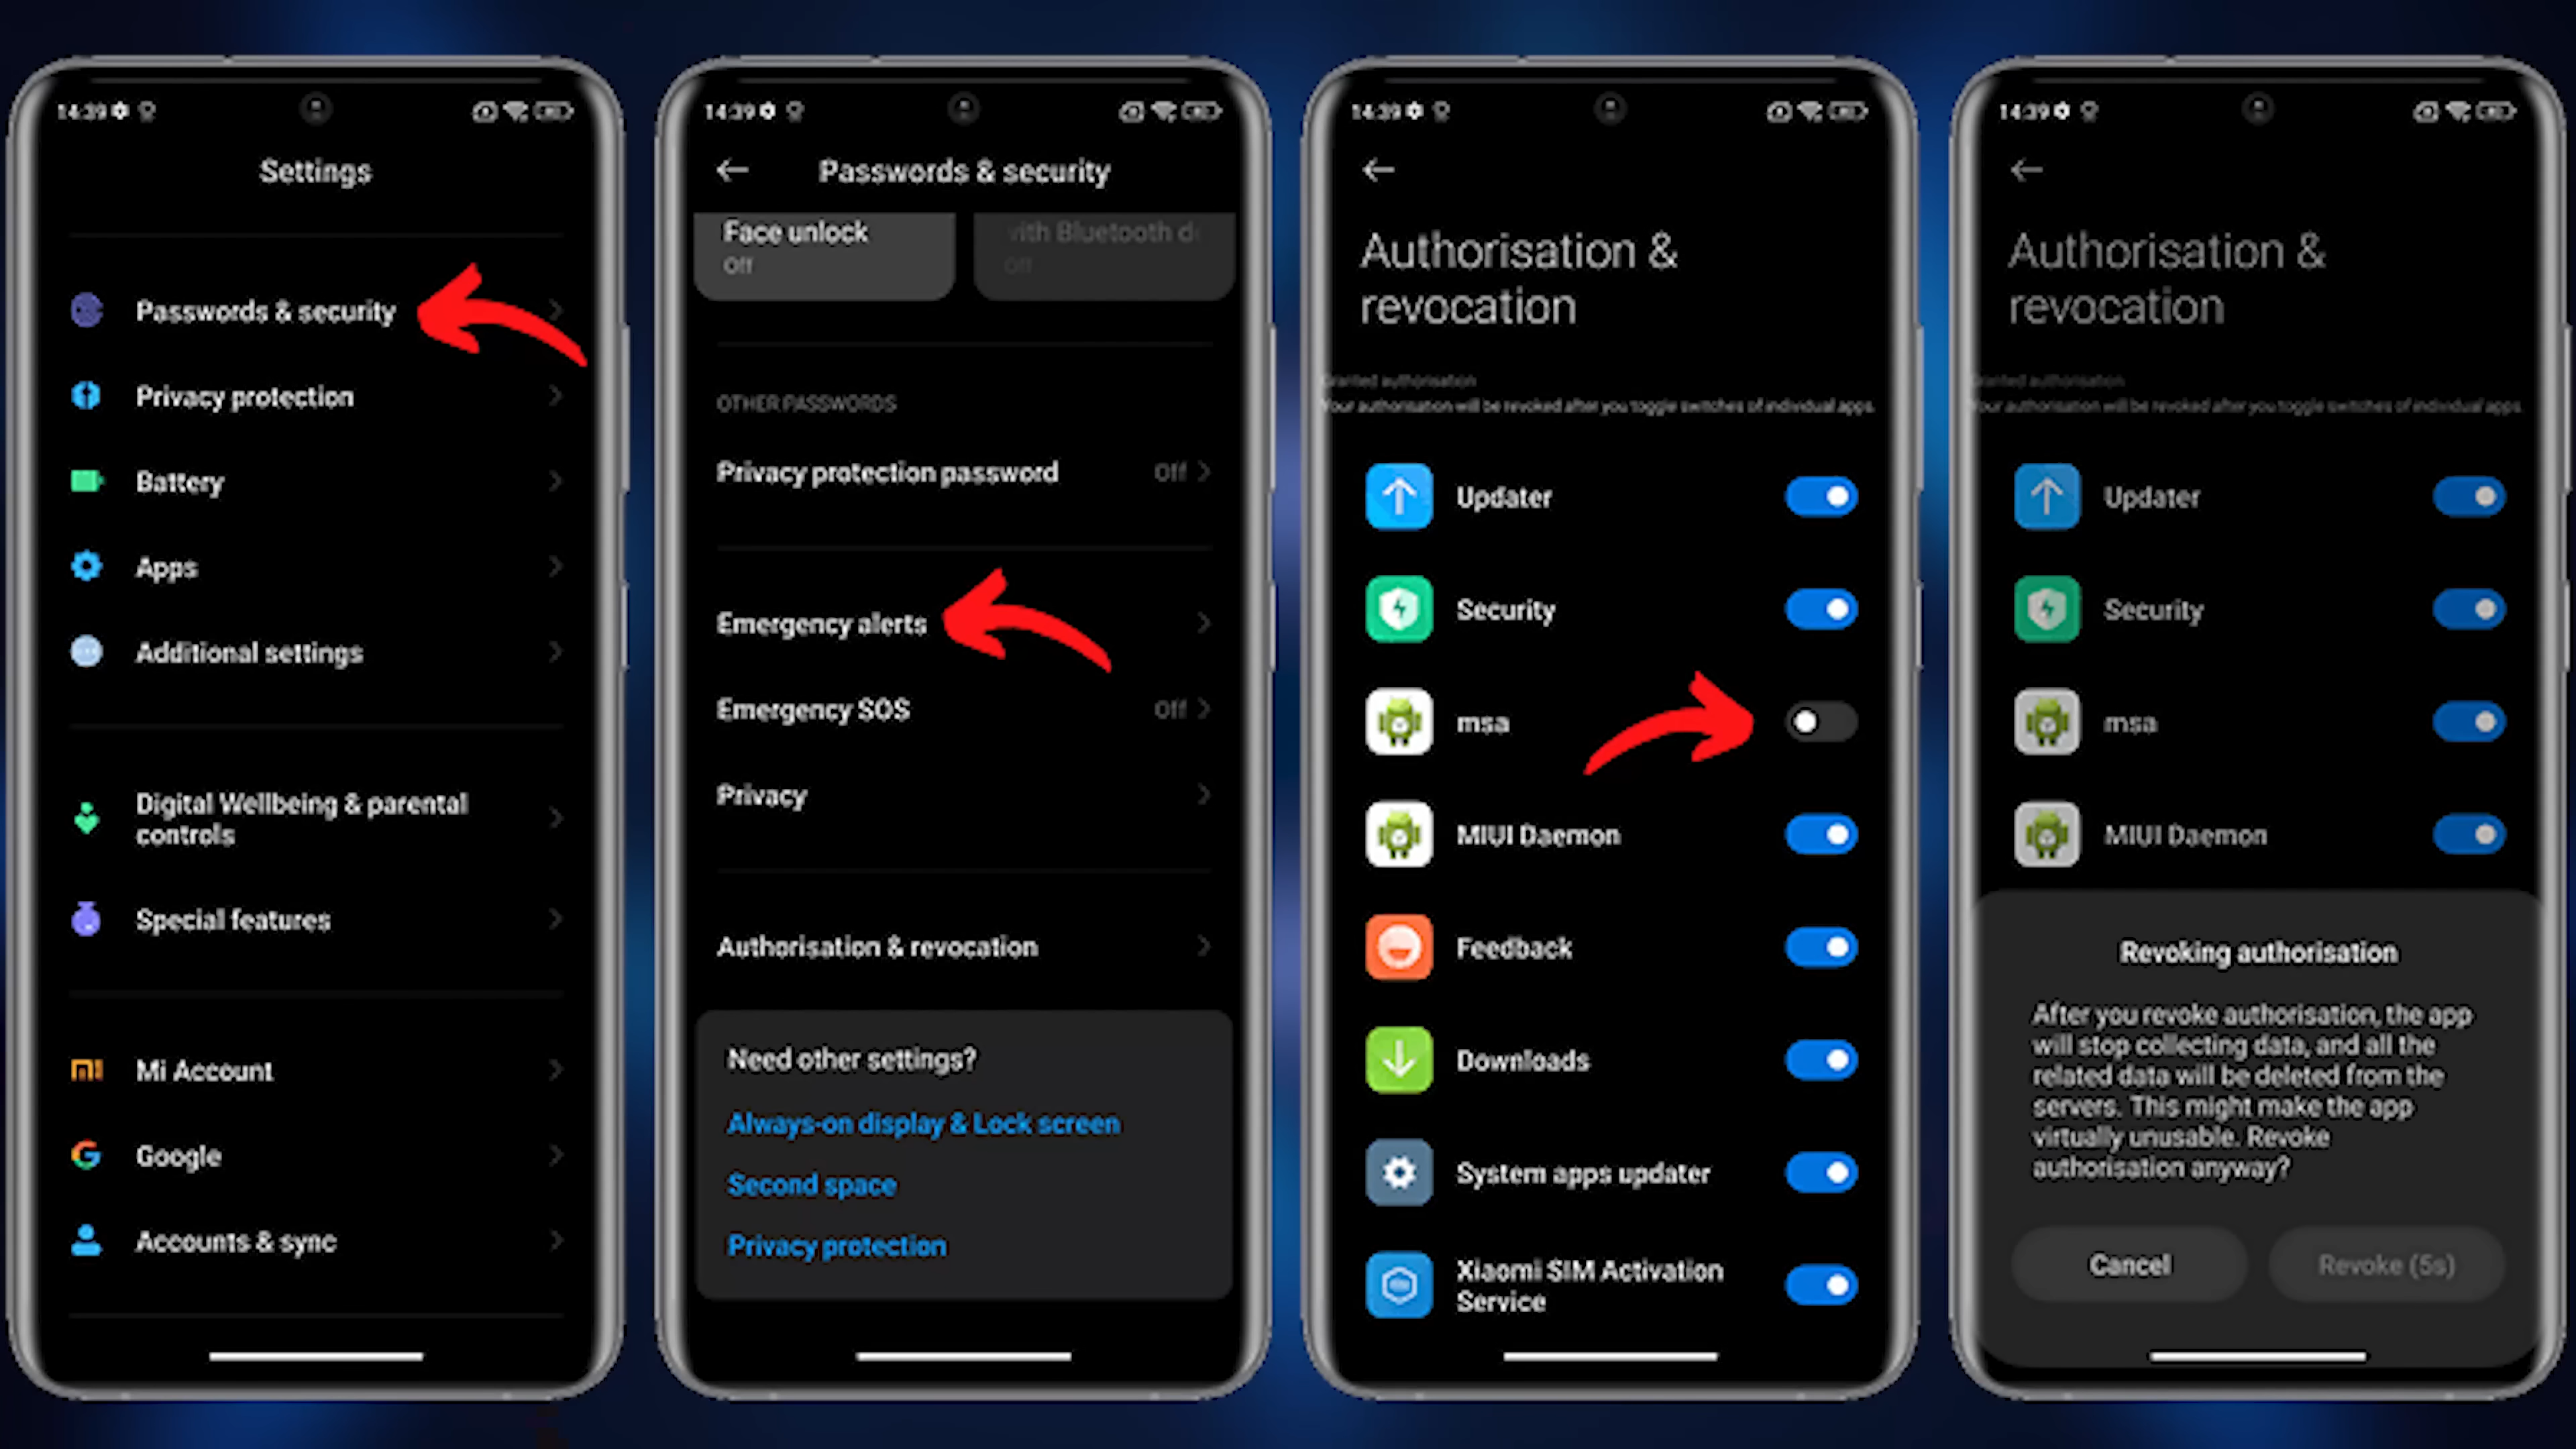 14:39
Settings
Passwords & security
Privacy protection
Battery
Apps
Additional settings
Digital Wellbeing & parental
controls
Special features
Mi Account
Google
Accounts & sync
14:39
Passwords & security
Face unlock
Off
with Bluetooth d
Off
OTHER PASSWORDS
Privacy protection password
Off
Emergency alerts
Emergency SOS
Off
Privacy
Authorisation & revocation
Need other settings?
Always-on display & Lock screen
Second space
Privacy protection
14:39
Authorisation &
revocation
Granted authorisation
Your authorisation will be revoked after you toggle switches of individual apps.
Updater
Security
msa
MIUI Daemon
Feedback
Downloads
System apps updater
Xiaomi SIM Activation
Service
14:39
Authorisation &
revocation
Granted authorisation
Your authorisation will be revoked after you toggle switches of individual apps.
Updater
Security
msa
MIUI Daemon
Revoking authorisation
After you revoke authorisation, the app
will stop collecting data, and all the
related data will be deleted from the
servers. This might make the app
virtually unusable. Revoke
authorisation anyway?
Cancel
Revoke (5s)